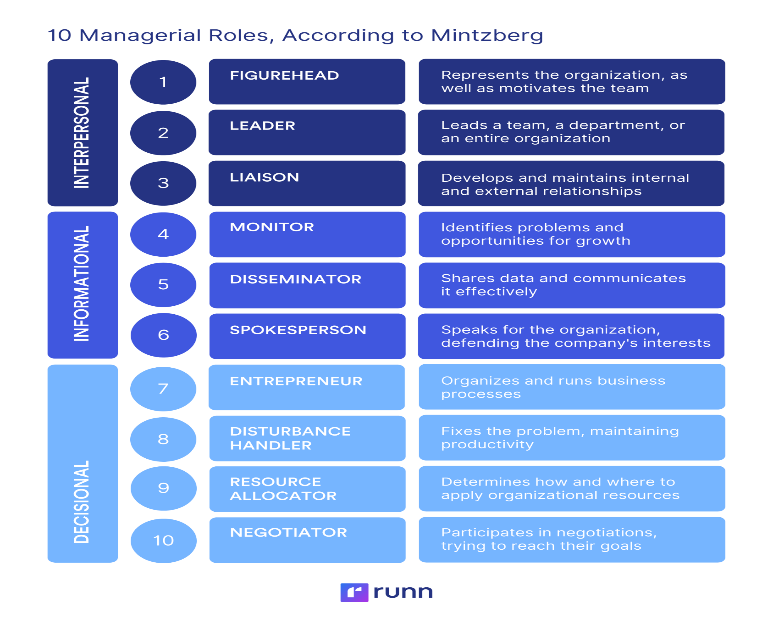 10 Managerial Roles, According to Mintzberg
INTERPERSONAL
1
FIGUREHEAD
Represents the organization, as
well as motivates the team
2
LEADER
Leads a team, a department, or
an entire organization
3
LIAISON
Develops and maintains internal
and external relationships
INFORMATIONAL
4
MONITOR
Identifies problems and
opportunities for growth
5
DISSEMINATOR
Shares data and communicates
it effectively
6
SPOKESPERSON
Speaks for the organization,
defending the company's interests
DECISIONAL
7
ENTREPRENEUR
Organizes and runs business
processes
8
DISTURBANCE
HANDLER
Fixes the problem, maintaining
productivity
9
RESOURCE
ALLOCATOR
Determines how and where to
apply organizational resources
10
NEGOTIATOR
Participates in negotiations,
trying to reach their goals
runn